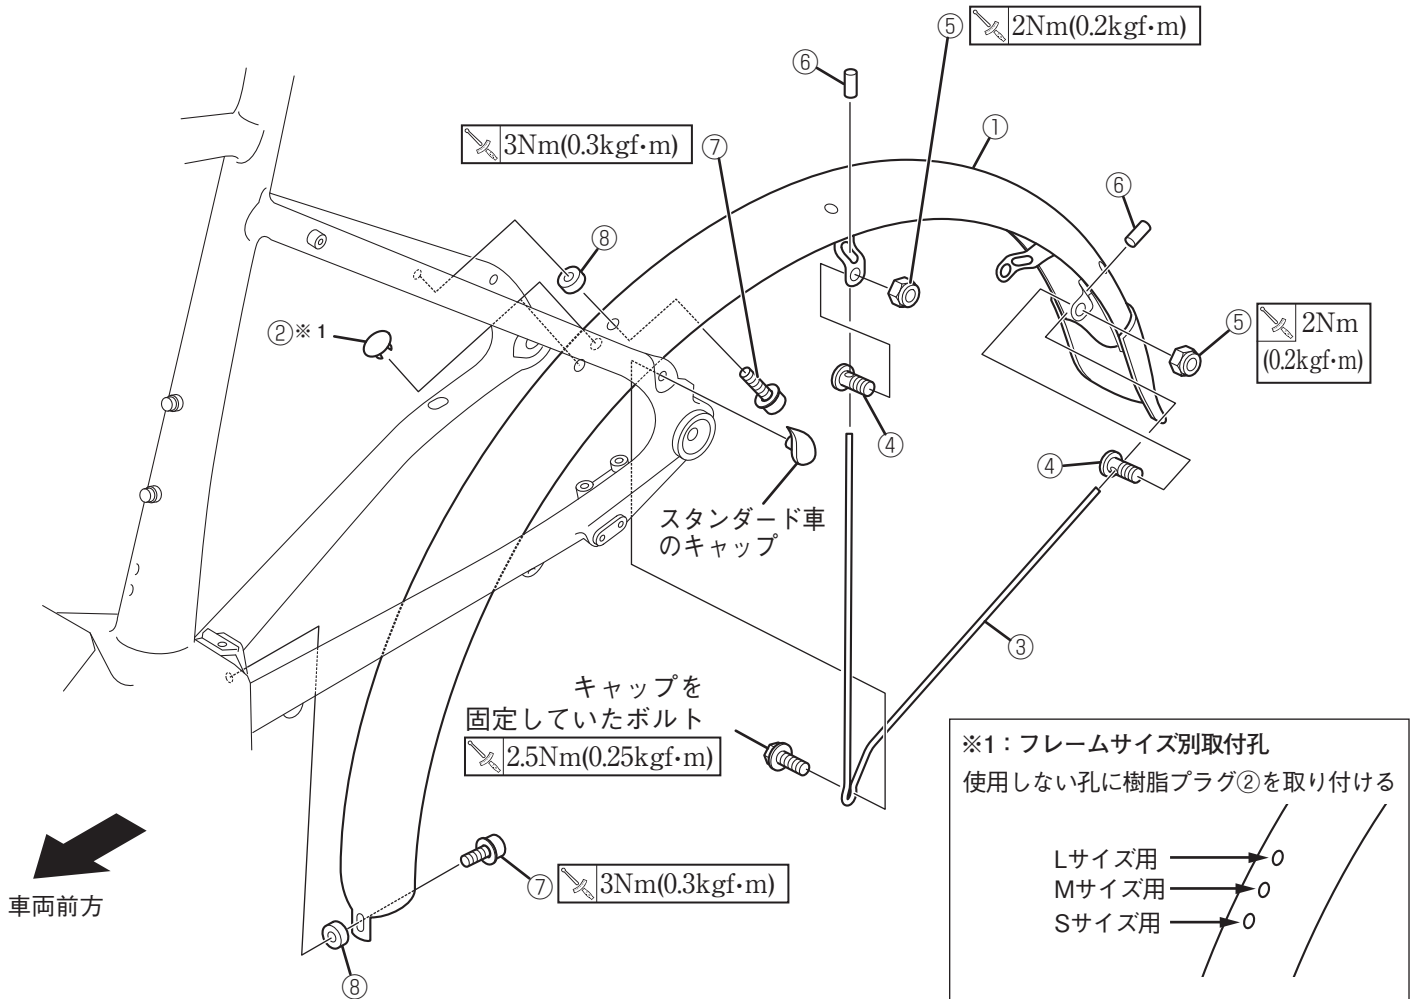 ⑤ 2Nm(0.2kgf・m)
⑥
①
3Nm(0.3kgf・m) ⑦
⑥
⑧
②※1
⑤ 2Nm
(0.2kgf・m)
④
④
スタンダード車
のキャップ
③
キャップを
固定していたボルト
2.5Nm(0.25kgf・m)
車両前方
⑦ 3Nm(0.3kgf・m)
⑧
※1：フレームサイズ別取付孔
使用しない孔に樹脂プラグ②を取り付ける
Lサイズ用
Mサイズ用
Sサイズ用